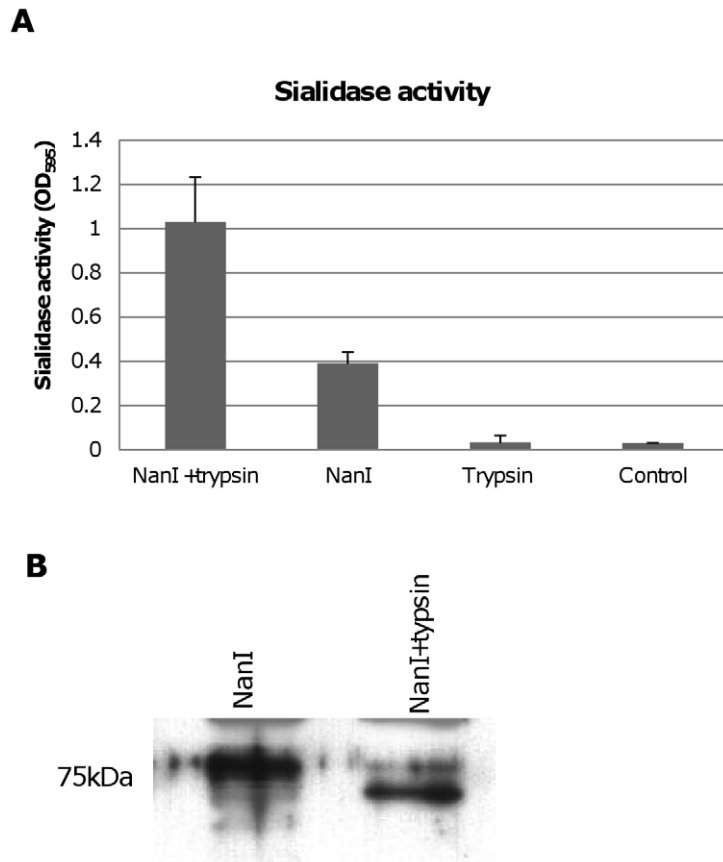 A
Sialidase activity
Sialidase activity (OD595)
1.4
1.2
1
0.8
0.6
0.4
0.2
0
NanI +trypsin
NanI
Trypsin
Control
B
NanI
NanI+typsin
75kDa